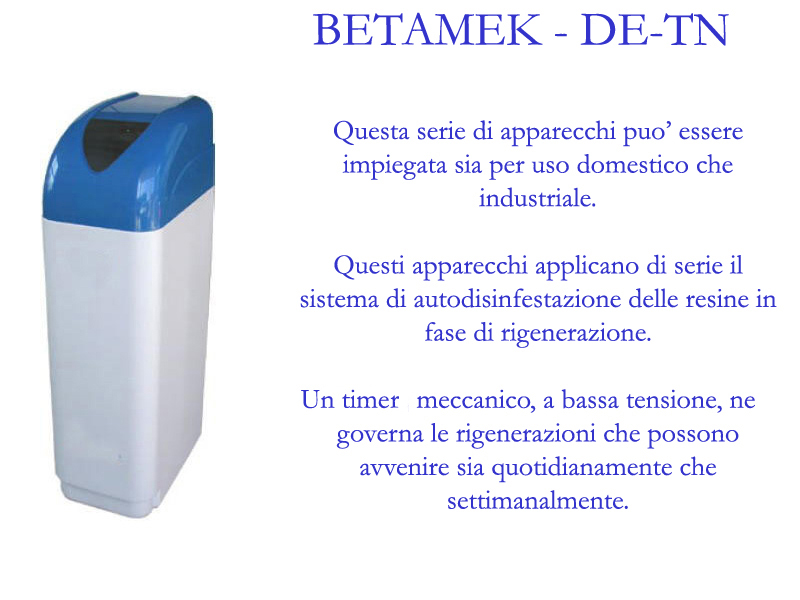 BETAMEK - DE-TN
Questa serie di apparecchi puo’ essere
impiegata sia per uso domestico che
industriale.
Questi apparecchi applicano di serie il
sistema di autodisinfestazione delle resine in
fase di rigenerazione.
Un timer meccanico, a bassa tensione, ne
governa le rigenerazioni che possono
avvenire sia quotidianamente che
settimanalmente.